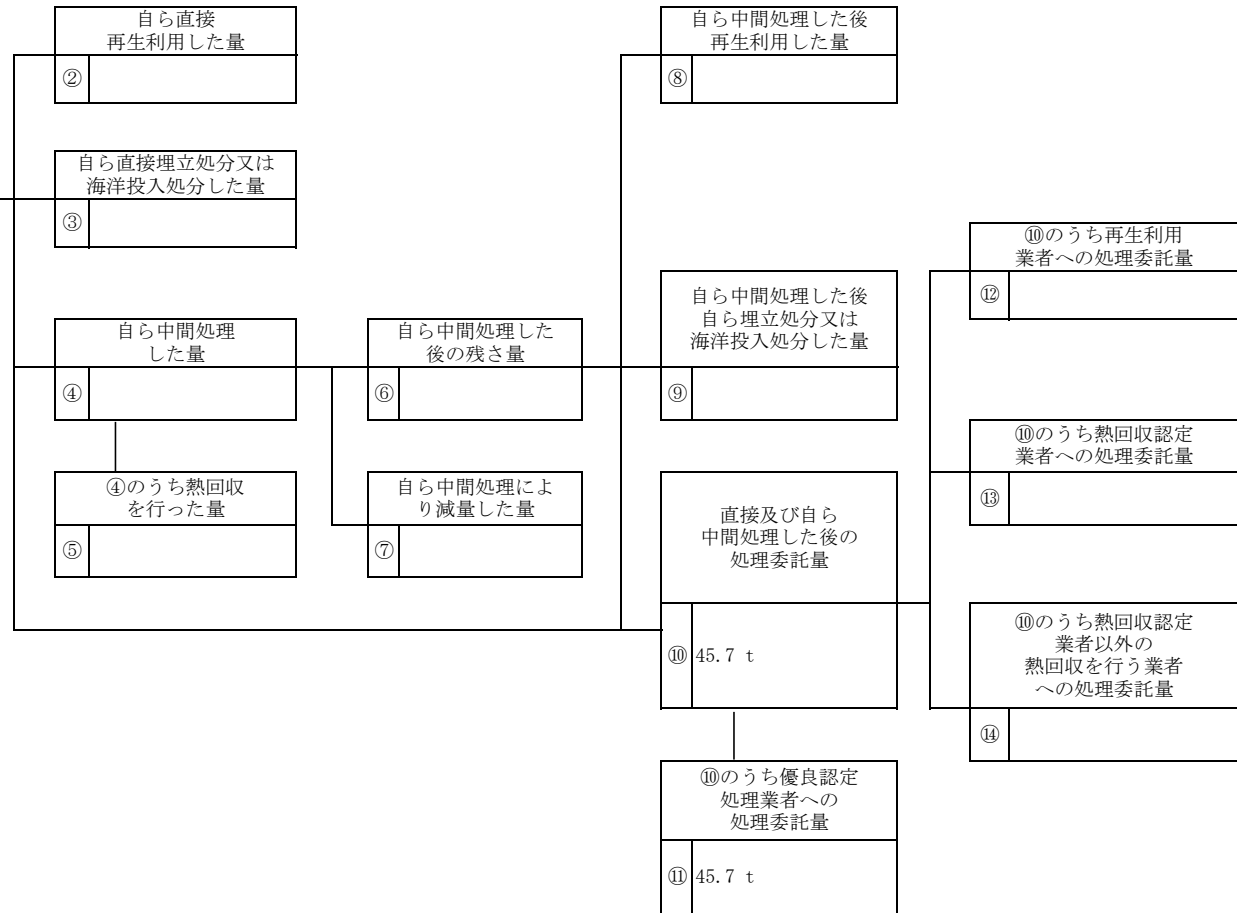 自ら直接
再生利用した量
②
自ら直接埋立処分又は
海洋投入処分した量
③
自ら中間処理
した量
④
④のうち熱回収
を行った量
⑤
自ら中間処理した
後の残さ量
⑥
自ら中間処理によ
り減量した量
⑦
自ら中間処理した後
再生利用した量
⑧
自ら中間処理した後
自ら埋立処分又は
海洋投入処分した量
⑨
直接及び自ら
中間処理した後の
処理委託量
⑩ 45.7 t
⑩のうち優良認定
処理業者への
処理委託量
⑪ 45.7 t
⑩のうち再生利用
業者への処理委託量
⑫
⑩のうち熱回収認定
業者への処理委託量
⑬
⑩のうち熱回収認定
業者以外の
熱回収を行う業者
への処理委託量
⑭